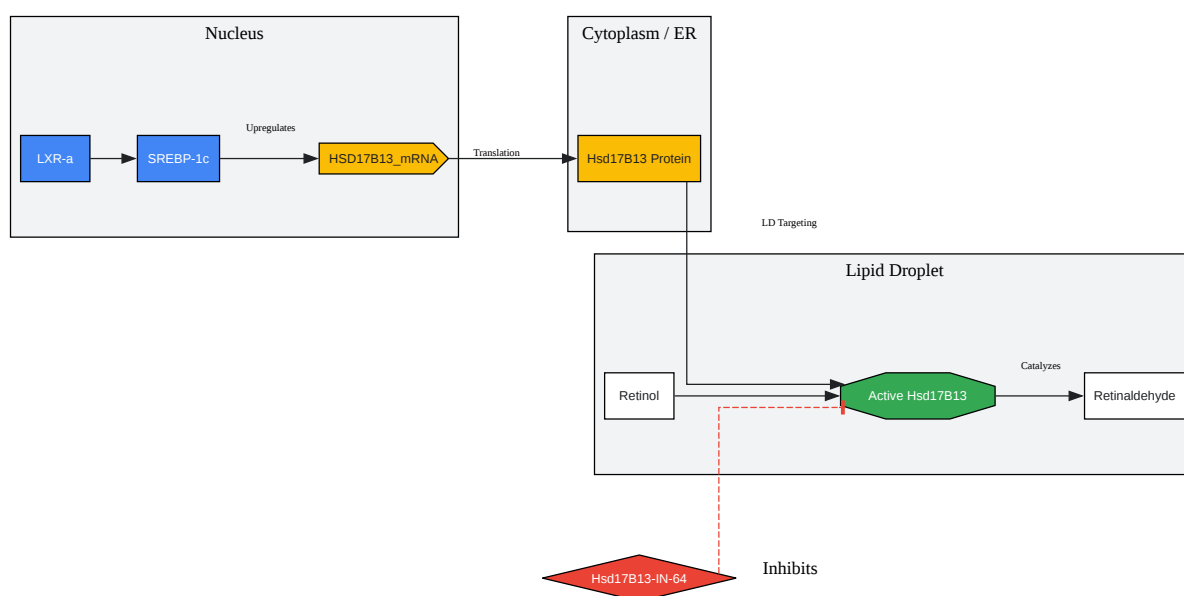 Nucleus
Cytoplasm / ER
Upregulates
LXR-a
SREBP-1c
HSD17B13_mRNA
Translation
Hsd17B13 Protein
LD Targeting
Lipid Droplet
Catalyzes
Retinol
Active Hsd17B13
Retinaldehyde
Hsd17B13-IN-64
Inhibits